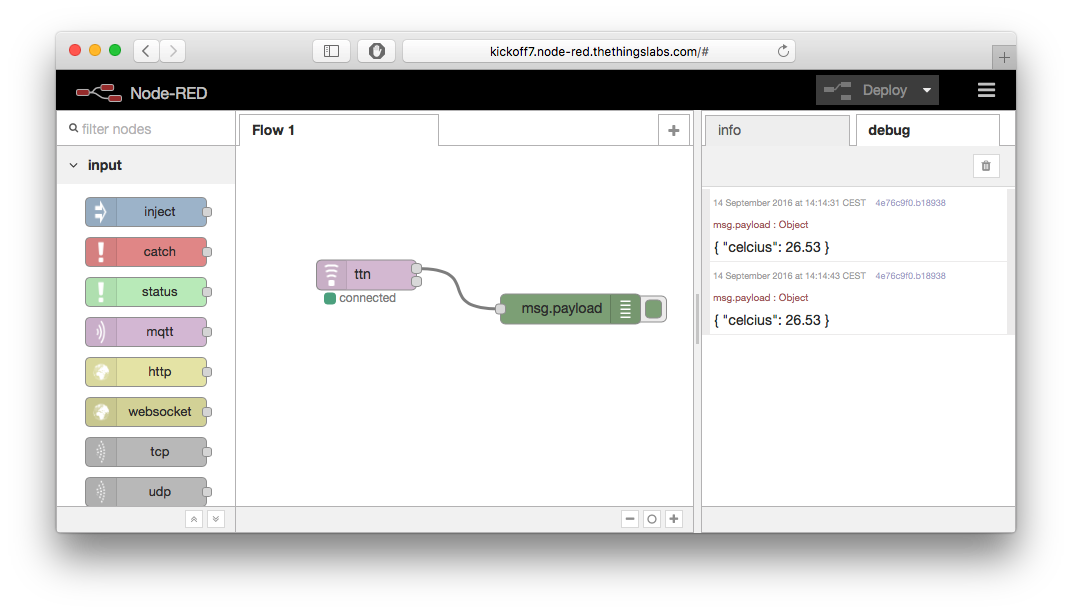 kickoff7.node-red.thethingslabs.com/#
Node-RED
Deploy
filter nodes
Flow 1
info
debug
input
inject
catch
status
mqtt
http
websocket
tcp
udp
ttn
connected
msg.payload
14 September 2016 at 14:14:31 CEST 4e76c9f0.b18938
msg.payload : Object
{ "celcius": 26.53 }
14 September 2016 at 14:14:43 CEST 4e76c9f0.b18938
msg.payload : Object
{ "celcius": 26.53 }